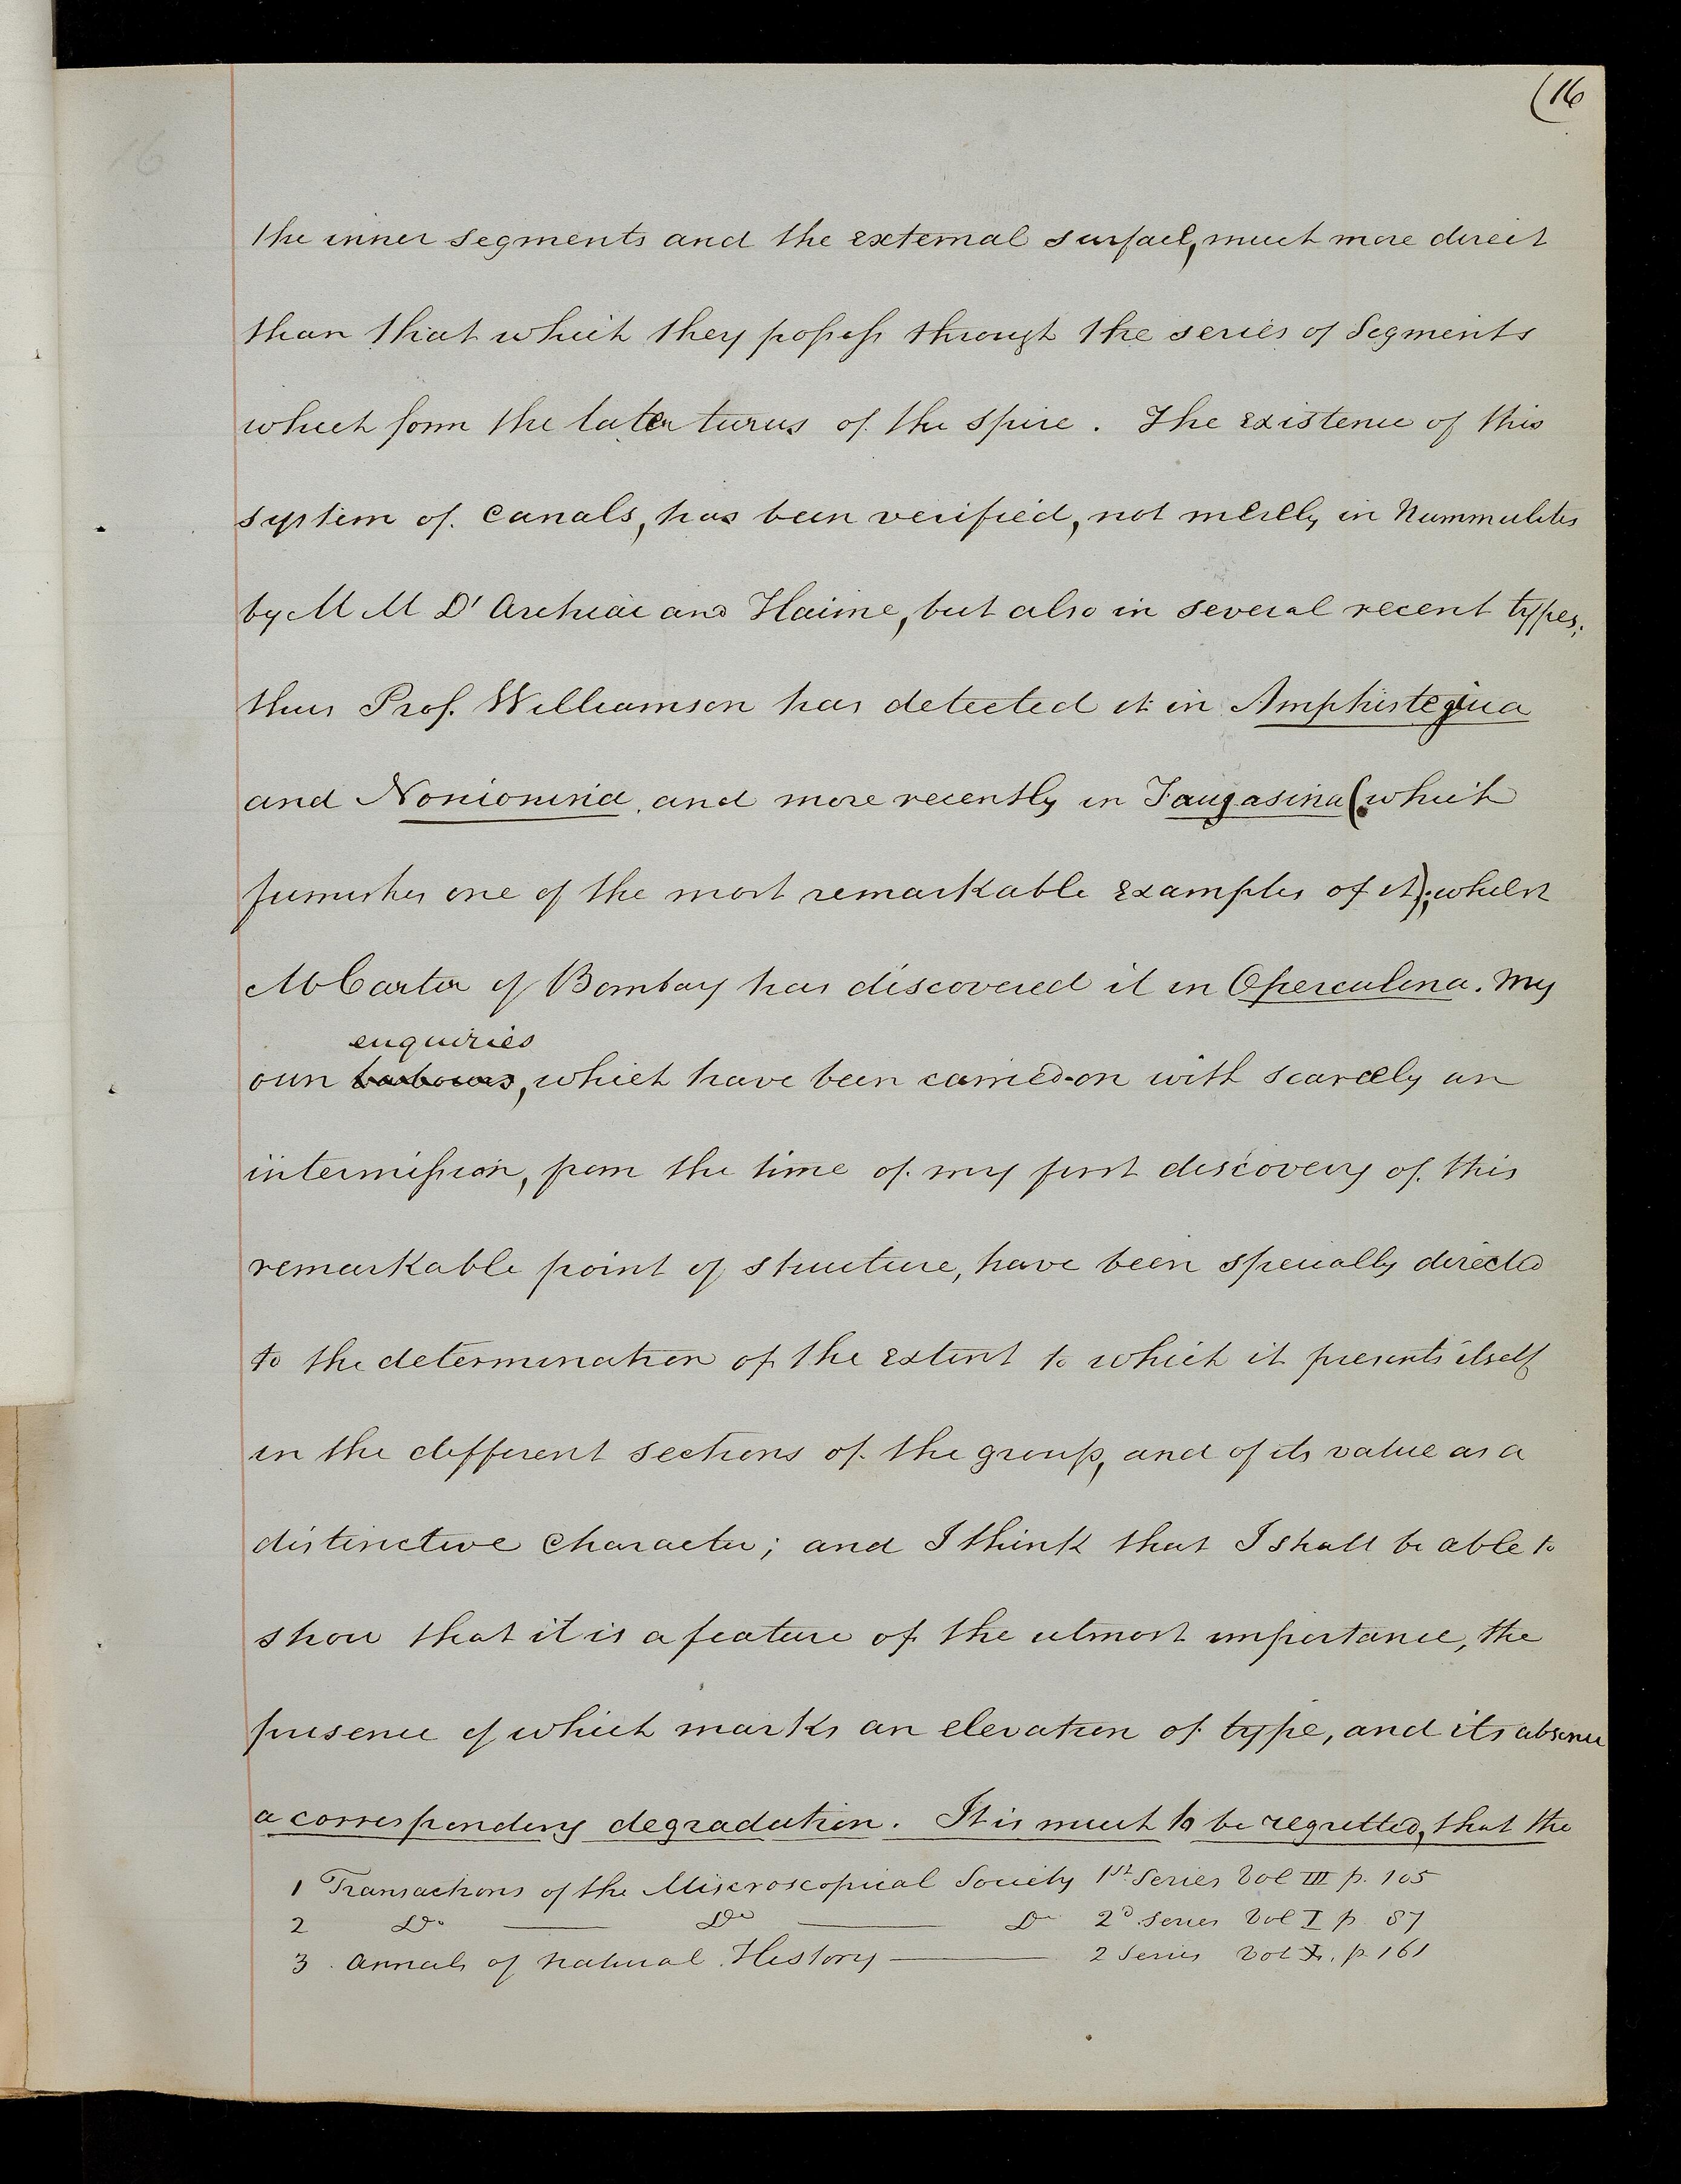 (16
16
the inner segments and the external surface, much more direct
than that which they possess through the series of Segments
which form the later turns of the spire. The existence of this
system of canals, has been verified, not merely in Nummulites
by M M D'Archiac and Haime, but also in several recent types;
thus Prof. Williamson has detected it in Amphistegina
and Nonionina, and more recently in Faujasina (which
furnishes one of the most remarkable examples of it); whilst
Mr Carter of Bombay has discovered it in Operculina. My
enquiries
own labours, which have been carried on with scarcely an
intermission, from the time of my first discovery of this
remarkable point of structure, have been specially directed
to the determination of the extent to which it presents itself
in the different sections of the group, and of its value as a
distinctive character; and I think that I shall be able to
show that it is a feature of the utmost importance, the
presence of which marks an elevation of type, and its absence
a corresponding degradation. It is much to be regretted, that the
1 Transactions of the Miscroscopical Society 1st Series Vol III p. 105
2 Do Do Do 2d Series Vol I p 87
3 Annals of Natural History 2 Series Vol X. p. 161